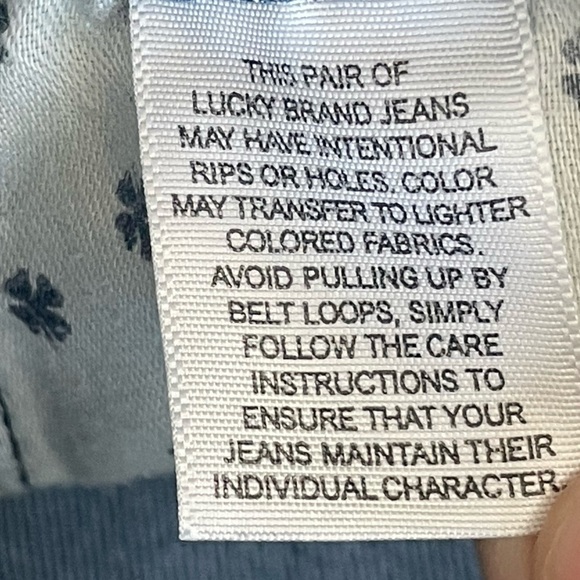 THIS PAIR OF
LUCKY BRAND JEANS
MAY HAVE INTENTIONAL
RIPS OR HOLES. COLOR
MAY TRANSFER TO LIGHTER
COLORED FABRICS.
AVOID PULLING UP BY
BELT LOOPS, SIMPLY
FOLLOW THE CARE
INSTRUCTIONS TO
ENSURE THAT YOUR
JEANS MAINTAIN THEIR
INDIVIDUAL CHARACTER.